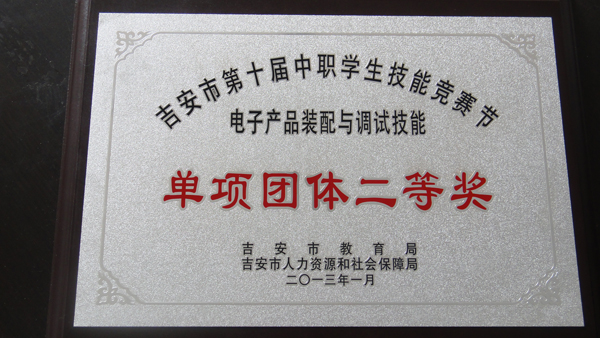 吉安市第十届中职学生技能竞赛节
电子产品装配与调试技能
单项团体二等奖
吉安市教育局
吉安市人力资源和社会保障局
二〇一三年一月